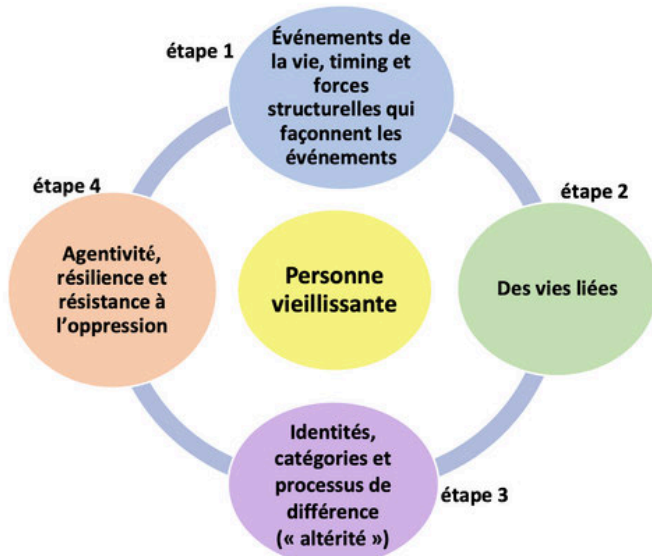 étape 1
Événements de
la vie, timing et
forces
structurelles qui
façonnent les
événements
étape 2
Des vies liées
étape 4
Agentivité,
résilience et
résistance à
l’oppression
Personne
vieillissante
Identités,
catégories et
processus de
différence
(« altérité »)
étape 3